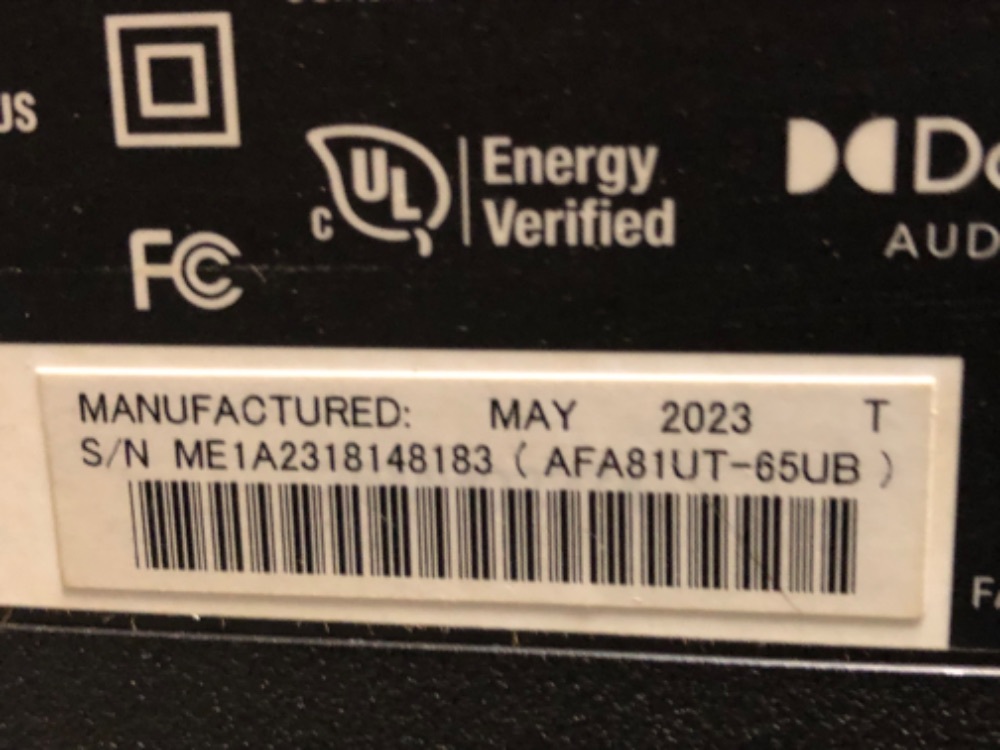 US
UL
C
Energy
Verified
FC
AUD
MANUFACTURED: MAY 2023 T
S/N ME1A2318148183 ( AFA81UT-65UB )